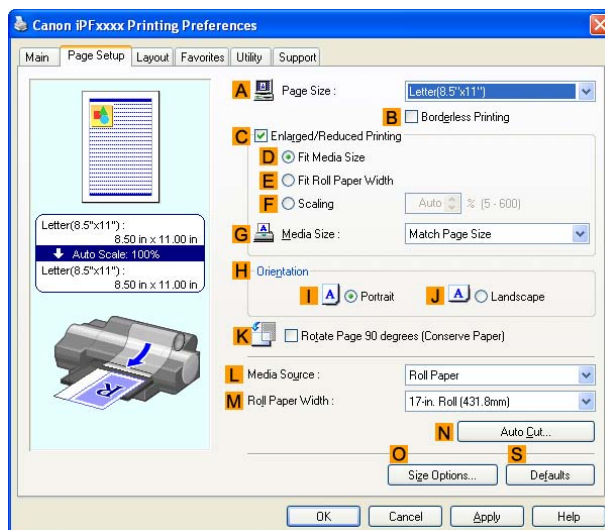 Canon iPFxxxx Printing Preferences
Main Page Setup Layout Favorites Utility Support
A Page Size : Letter(8.5"x11")
B Borderless Printing
C Enlarged/Reduced Printing
D Fit Media Size
E Fit Roll Paper Width
F Scaling Auto % (5 - 600)
G Media Size : Match Page Size
Letter(8.5"x11") :
8.50 in x 11.00 in
Auto Scale: 100%
Letter(8.5"x11") :
8.50 in x 11.00 in
H Orientation
I A Portrait J A Landscape
K Rotate Page 90 degrees (Conserve Paper)
L Media Source : Roll Paper
M Roll Paper Width : 17-in. Roll (431.8mm)
N Auto Cut...
O S
Size Options... Defaults
R
OK Cancel Apply Help